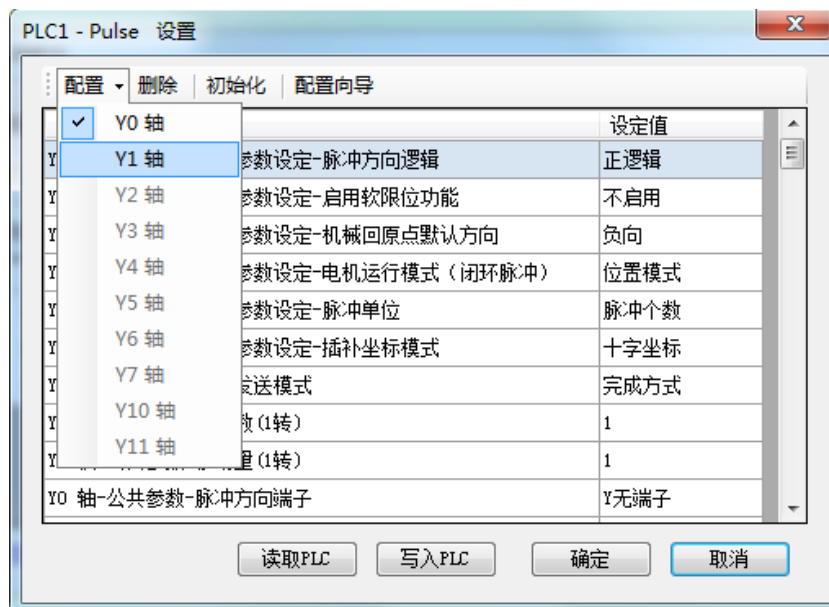 PLC1 - Pulse 设置
配置 删除 初始化 配置向导
设定值
Y0 轴
Y1 轴
Y2 轴
Y3 轴
Y4 轴
Y5 轴
Y6 轴
Y7 轴
Y10 轴
Y11 轴
Y 参数设定-脉冲方向逻辑 正逻辑
Y 参数设定-启用软限位功能 不启用
Y 参数设定-机械回原点默认方向 负向
Y 参数设定-电机运行模式（闭环脉冲） 位置模式
Y 参数设定-脉冲单位 脉冲个数
Y 参数设定-插补坐标模式 十字坐标
Y 发送模式 完成方式
Y 数(1转) 1
Y 量(1转) 1
Y0 轴-公共参数-脉冲方向端子 Y无端子
读取PLC 写入PLC 确定 取消